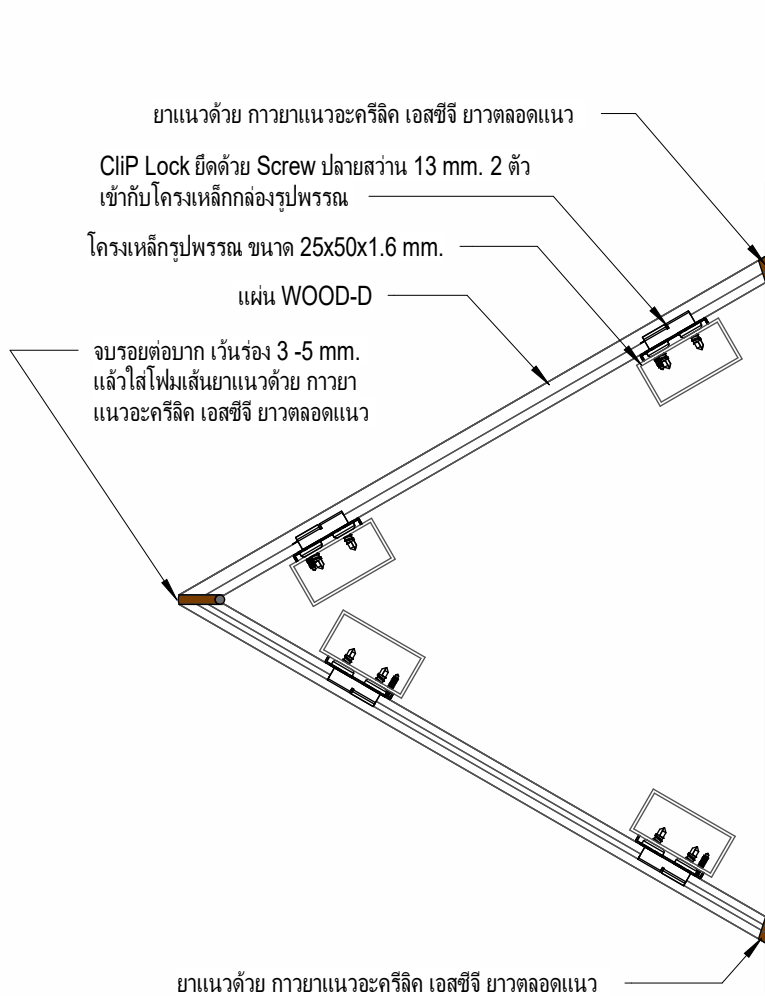 ยาแนวด้วย กาวยาแนวอะครีลิค เอสซีจี ยาวตลอดแนว
CliP Lock ยึดด้วย Screw ปลายสว่าน 13 mm. 2 ตัว
เข้ากับโครงเหล็กกล่องรูปพรรณ
โครงเหล็กรูปพรรณ ขนาด 25x50x1.6 mm.
แผ่น WOOD-D
จบรอยต่อบาก เว้นร่อง 3 -5 mm.
แล้วใส่โฟมเส้นยาแนวด้วย กาวยา
แนวอะครีลิค เอสซีจี ยาวตลอดแนว
ยาแนวด้วย กาวยาแนวอะครีลิค เอสซีจี ยาวตลอดแนว